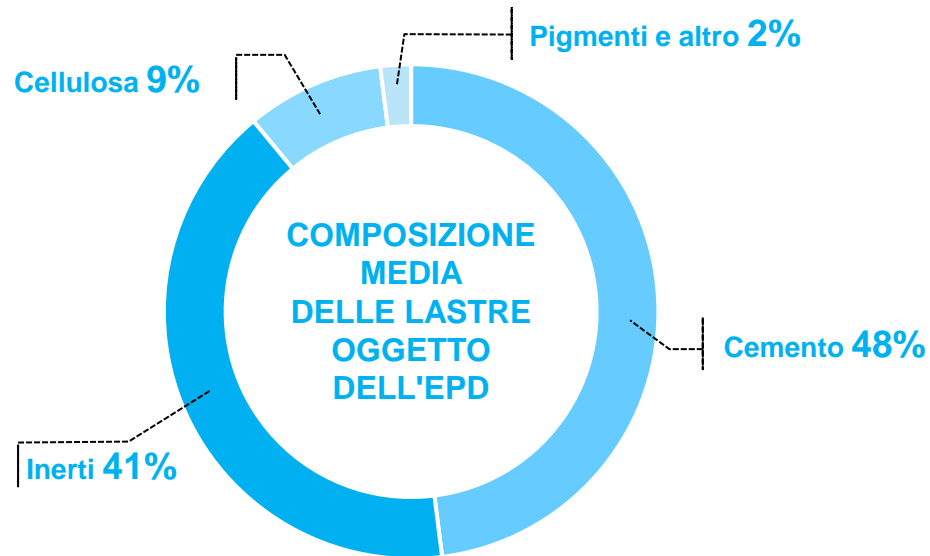 Pigmenti e altro 2%
Cellulosa 9%
COMPOSIZIONE
MEDIA
DELLE LASTRE
OGGETTO
DELL'EPD
Cemento 48%
Inerti 41%